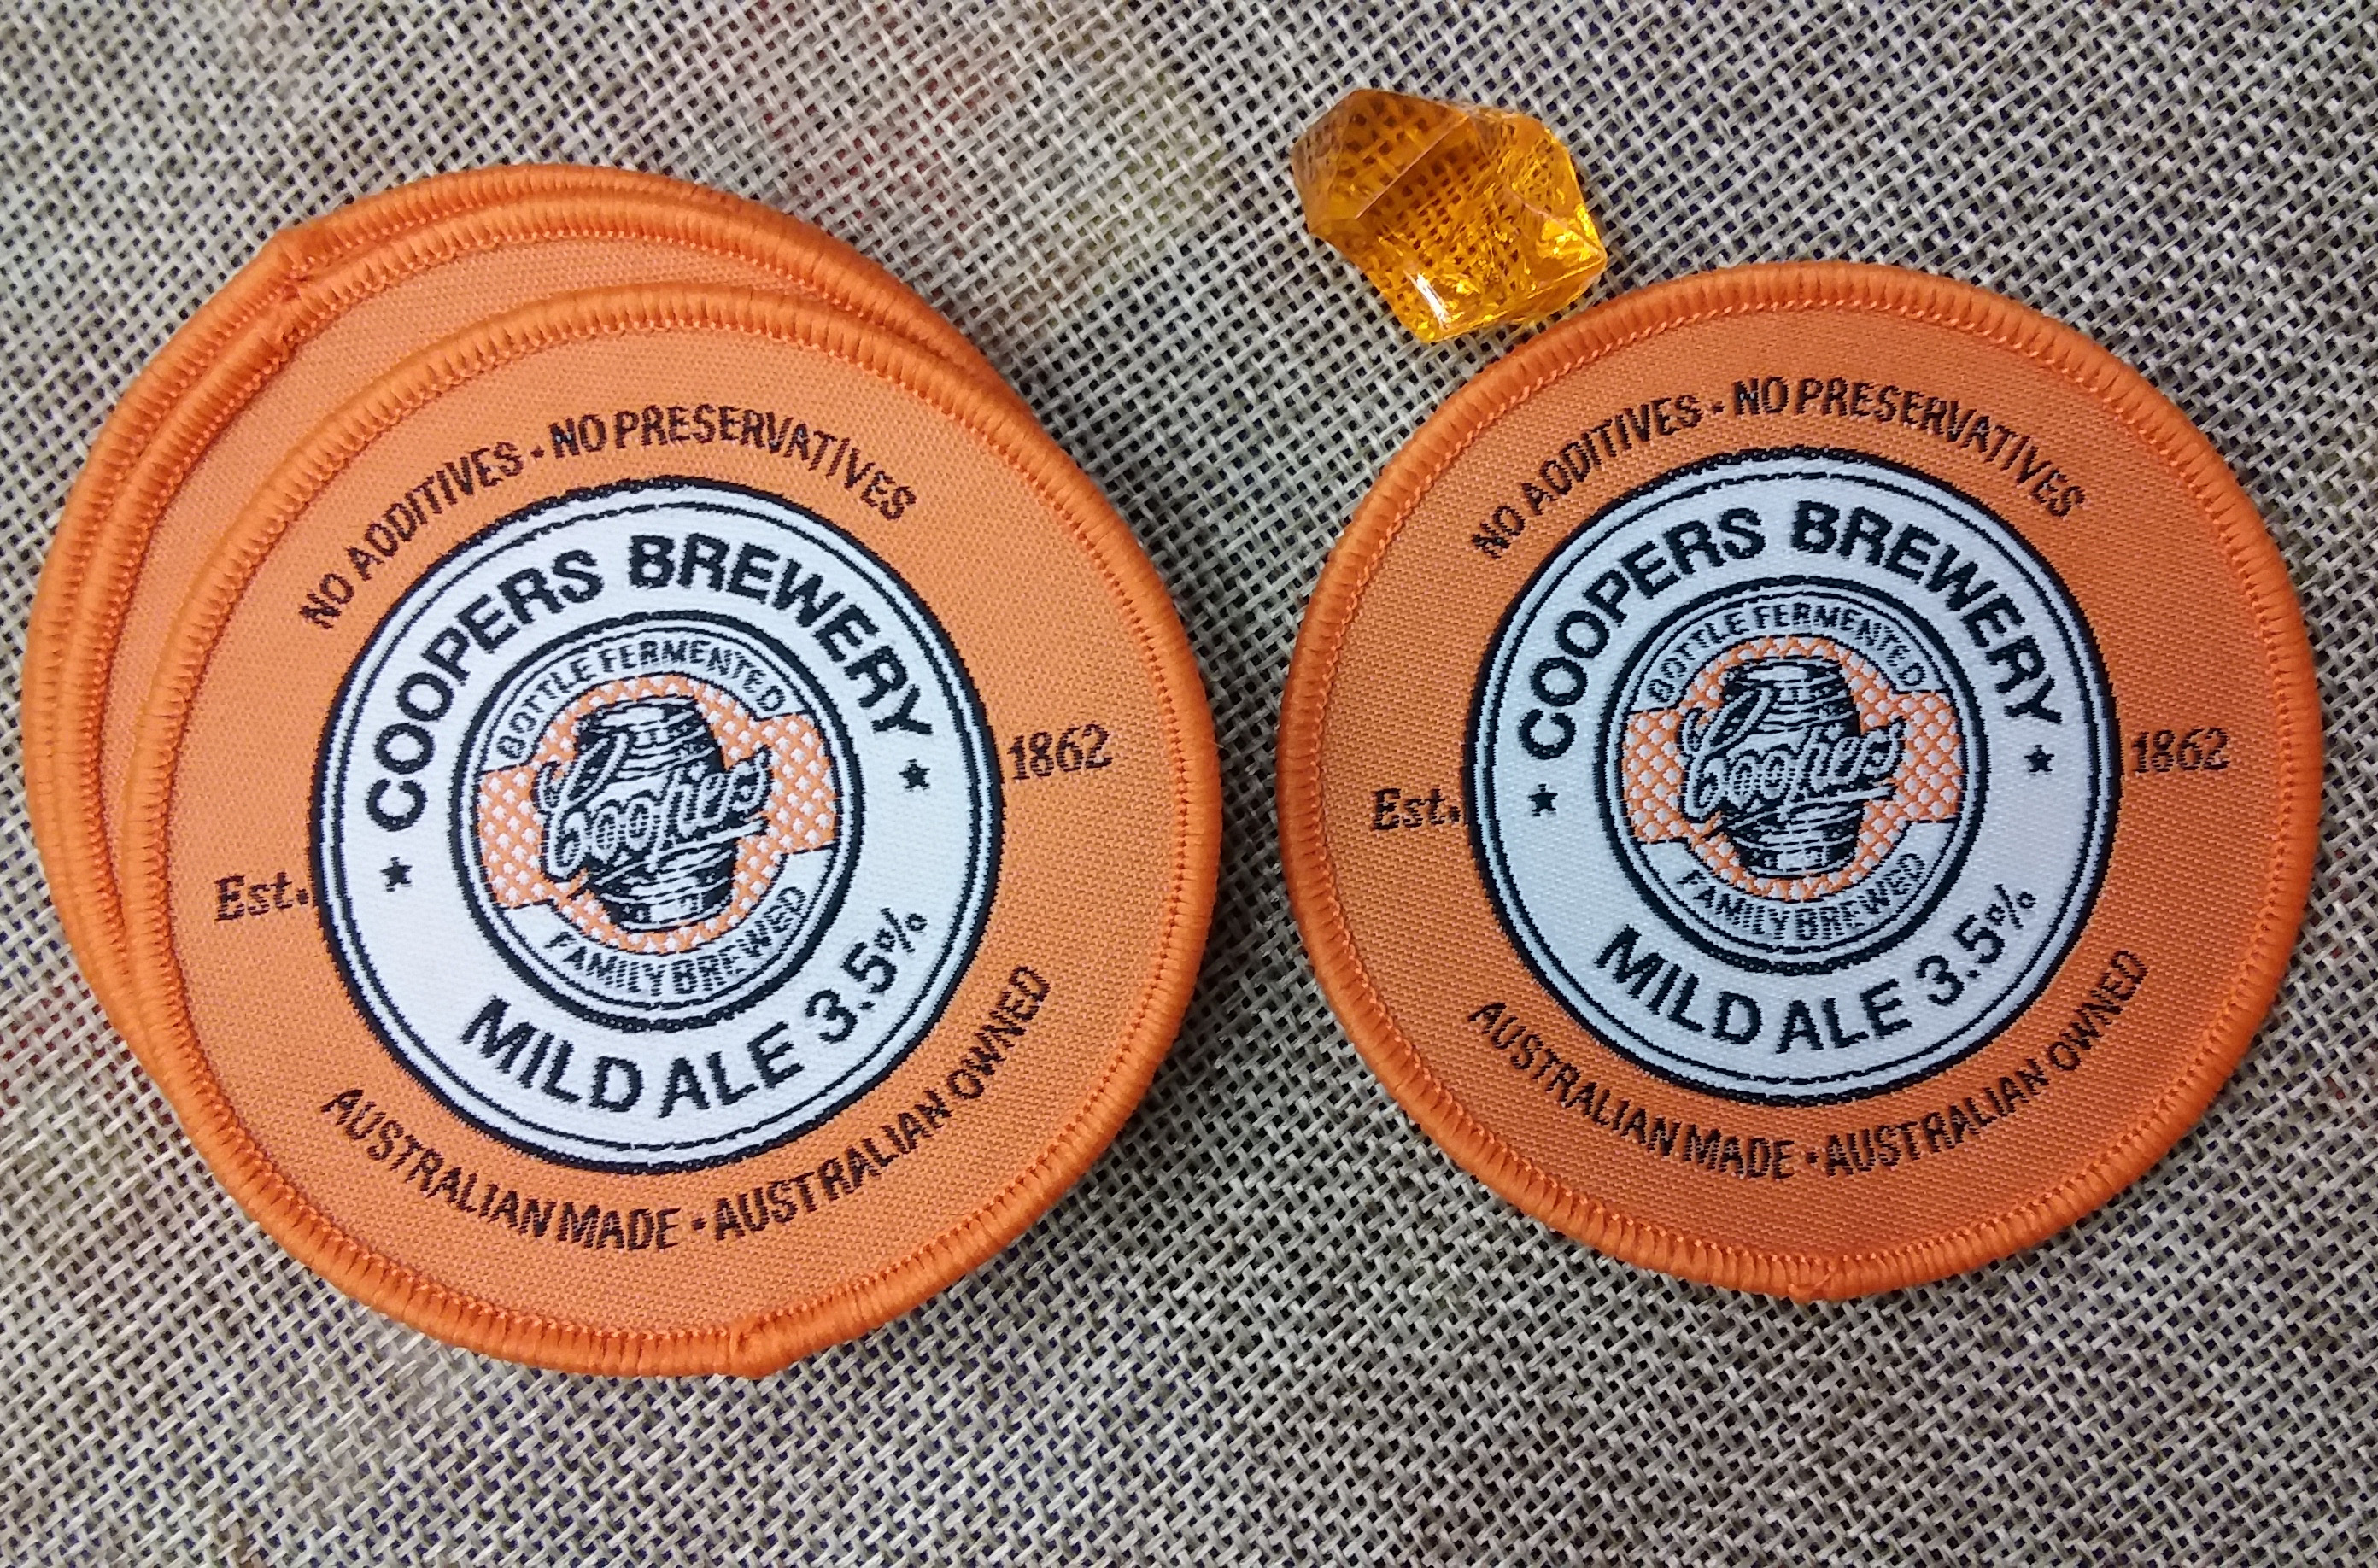 NO ADDITIVES • NO PRESERVATIVES
COOPERS BREWERY
BOTTLE FERMENTED
Coopers
FAMILY BREWED
MILD ALE 3.5%
Est. 1862
AUSTRALIAN MADE • AUSTRALIAN OWNED
NO ADDITIVES • NO PRESERVATIVES
COOPERS BREWERY
BOTTLE FERMENTED
Coopers
FAMILY BREWED
MILD ALE 3.5%
Est. 1862
AUSTRALIAN MADE • AUSTRALIAN OWNED